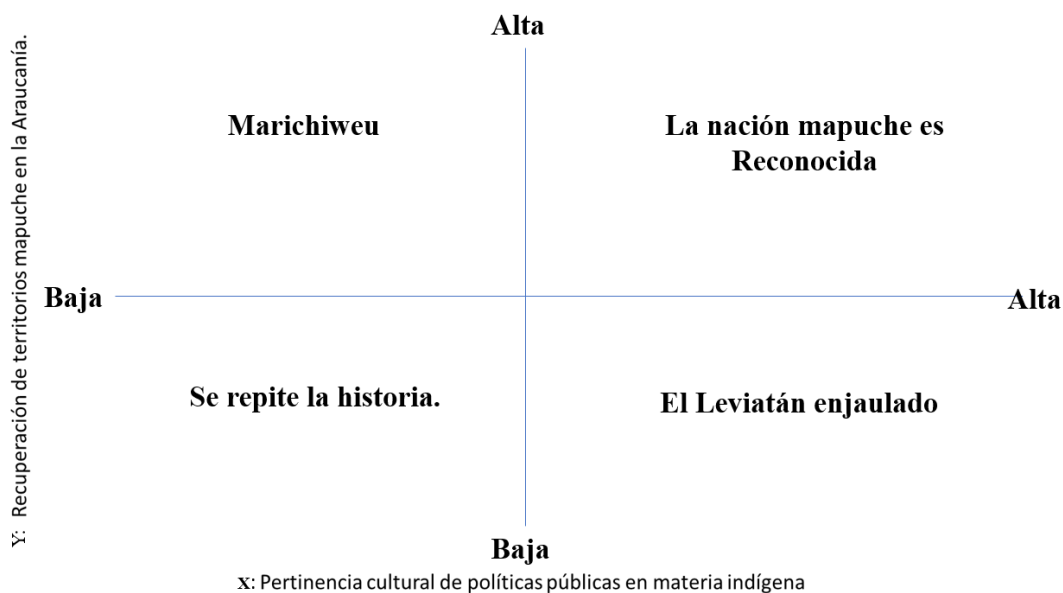 Alta
Marichiweu
La nación mapuche es
Reconocida
Baja
Alta
Se repite la historia.
El Leviatán enjaulado
Baja
Y: Recuperación de territorios mapuche en la Araucanía.
x: Pertinencia cultural de políticas públicas en materia indígena